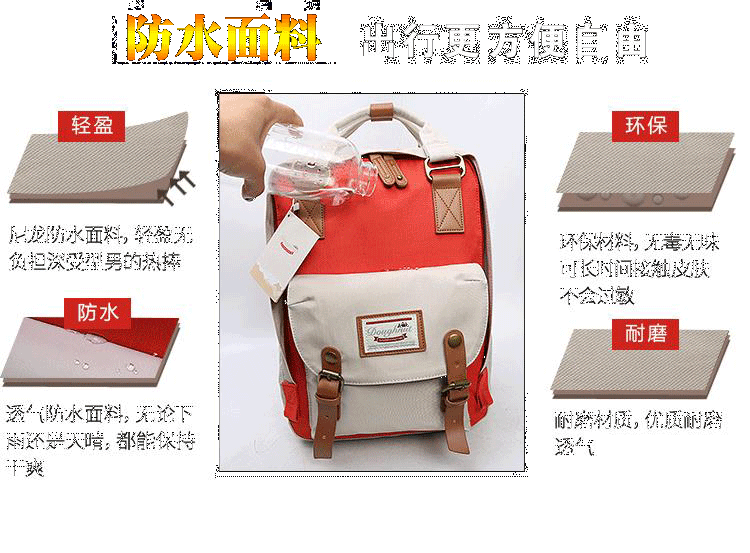 防水面料 出行更方便自由
轻盈
尼龙防水面料，轻盈无
负担深受型男的热捧
防水
透气防水面料，无论下
雨还是天晴，都能保持
干爽
Doughnut
环保
环保材料，无毒无味
可长时间接触皮肤
不会过敏
耐磨
耐磨材质，优质耐磨
透气